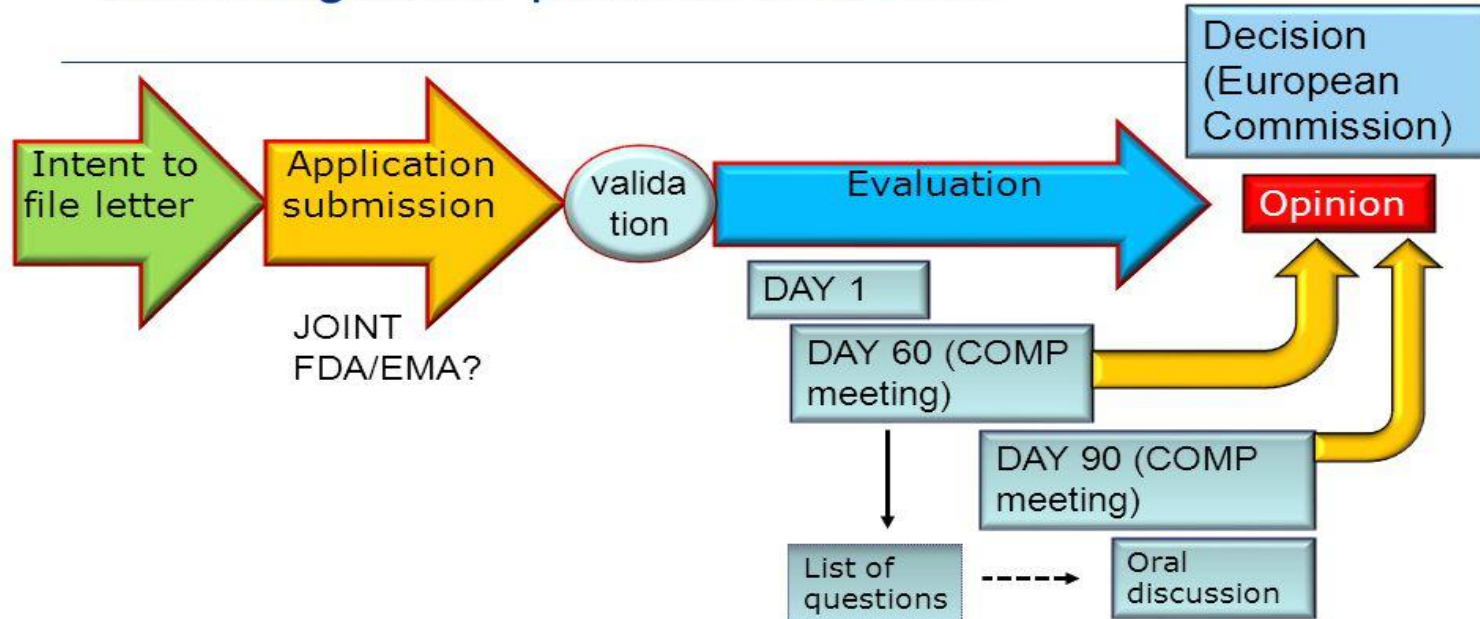 Decision
(European
Commission)
Intent to
file letter
Application
submission
valida
tion
Evaluation
Opinion
JOINT
FDA/EMA?
DAY 1
DAY 60 (COMP
meeting)
DAY 90 (COMP
meeting)
List of
questions
Oral
discussion